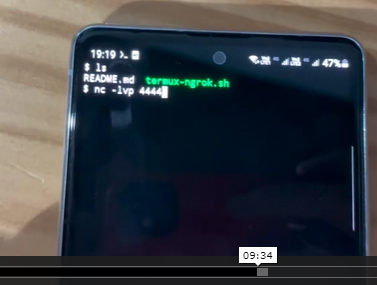 19:19
47%
$ ls
README.md termux-ngrok.sh
$ nc -lvp 4444
09:34